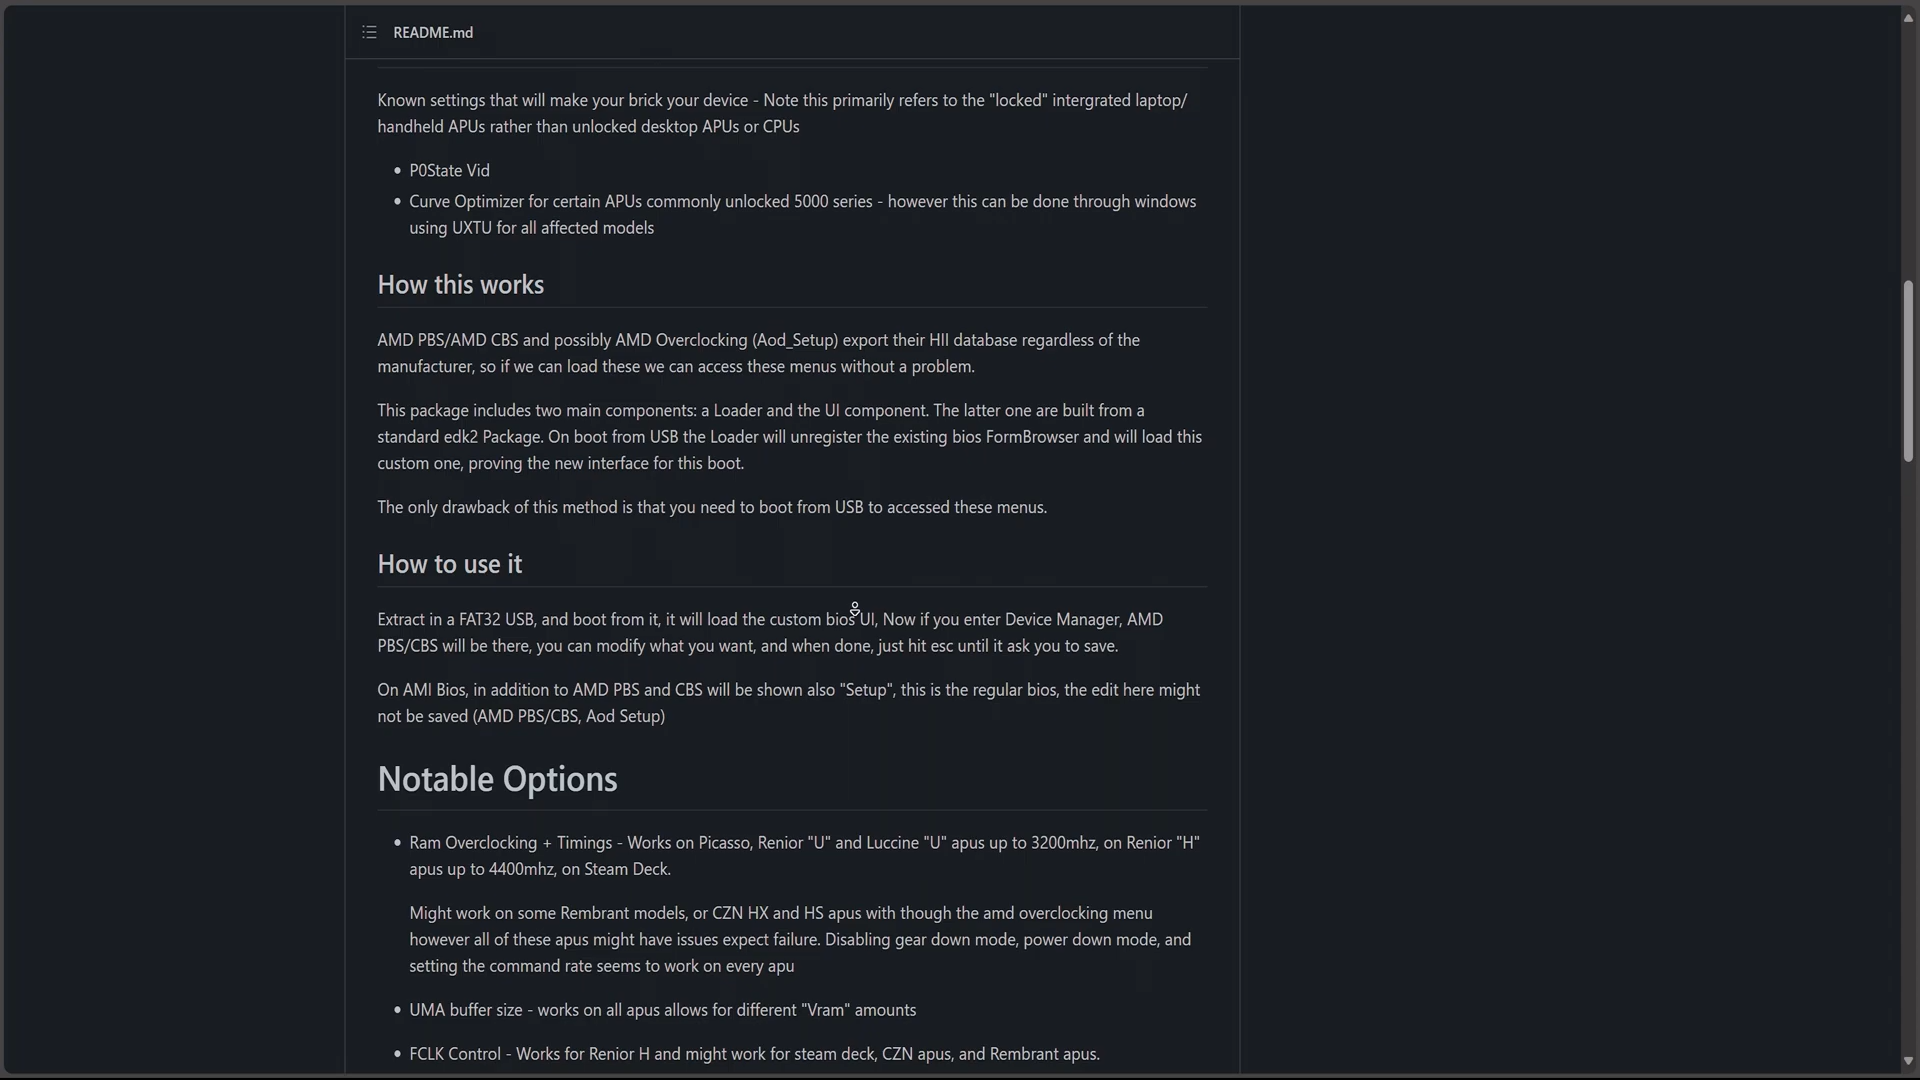 README.md
Known settings that will make your brick your device - Note this primarily refers to the "locked" intergrated laptop/
handheld APUs rather than unlocked desktop APUs or CPUs
• P0State Vid
• Curve Optimizer for certain APUs commonly unlocked 5000 series - however this can be done through windows
using UXTU for all affected models
How this works
AMD PBS/AMD CBS and possibly AMD Overclocking (Aod_Setup) export their HII database regardless of the
manufacturer, so if we can load these we can access these menus without a problem.
This package includes two main components: a Loader and the UI component. The latter one are built from a
standard edk2 Package. On boot from USB the Loader will unregister the existing bios FormBrowser and will load this
custom one, proving the new interface for this boot.
The only drawback of this method is that you need to boot from USB to accessed these menus.
How to use it
Extract in a FAT32 USB, and boot from it, it will load the custom bios UI, Now if you enter Device Manager, AMD
PBS/CBS will be there, you can modify what you want, and when done, just hit esc until it ask you to save.
On AMI Bios, in addition to AMD PBS and CBS will be shown also "Setup", this is the regular bios, the edit here might
not be saved (AMD PBS/CBS, Aod Setup)
Notable Options
• Ram Overclocking + Timings - Works on Picasso, Renior "U" and Luccine "U" apus up to 3200mhz, on Renior "H"
apus up to 4400mhz, on Steam Deck.
Might work on some Rembrant models, or CZN HX and HS apus with though the amd overclocking menu
however all of these apus might have issues expect failure. Disabling gear down mode, power down mode, and
setting the command rate seems to work on every apu
• UMA buffer size - works on all apus allows for different "Vram" amounts
• FCLK Control - Works for Renior H and might work for steam deck, CZN apus, and Rembrant apus.